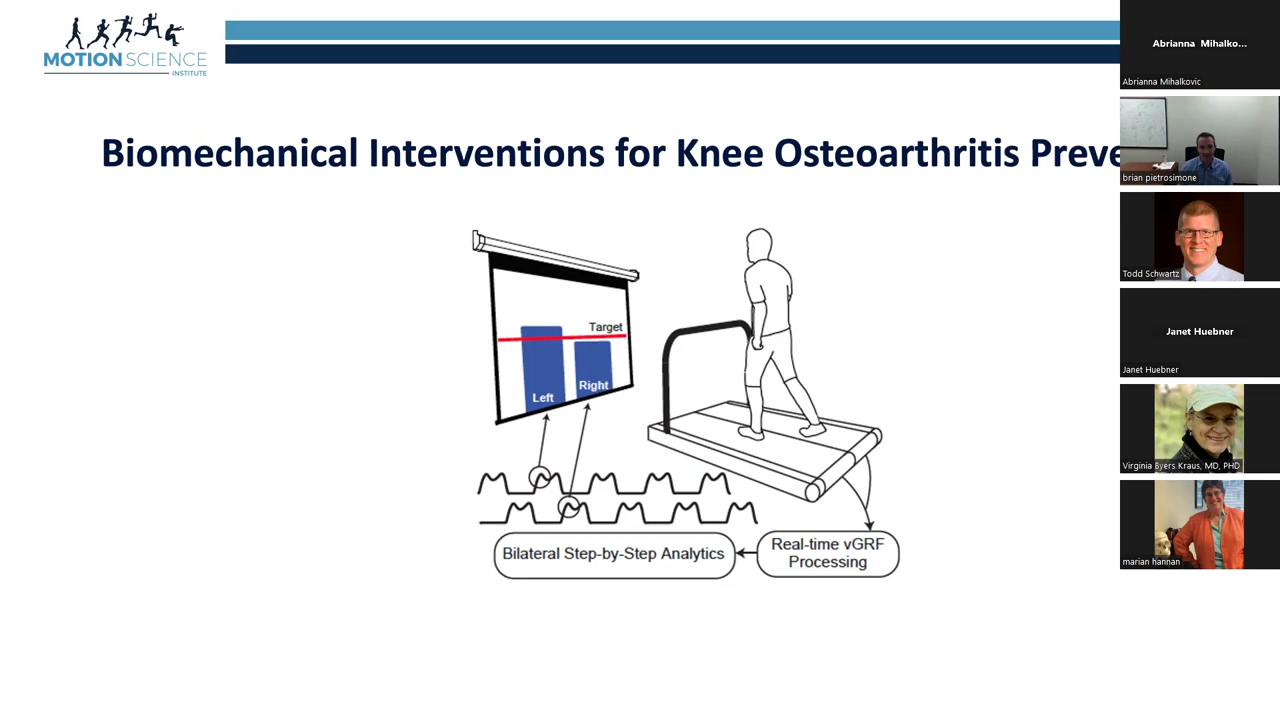 MOTION SCIENCE
INSTITUTE
Biomechanical Interventions for Knee Osteoarthritis Preve
Target
Left
Right
Bilateral Step-by-Step Analytics
Real-time vGRF
Processing
Abrianna Mihalko...
Abrianna Mihalkovic
brian pietrosimone
Todd Schwartz
Janet Huebner
Janet Huebner
Virginia Byers Kraus, MD, PHD
marian hannan